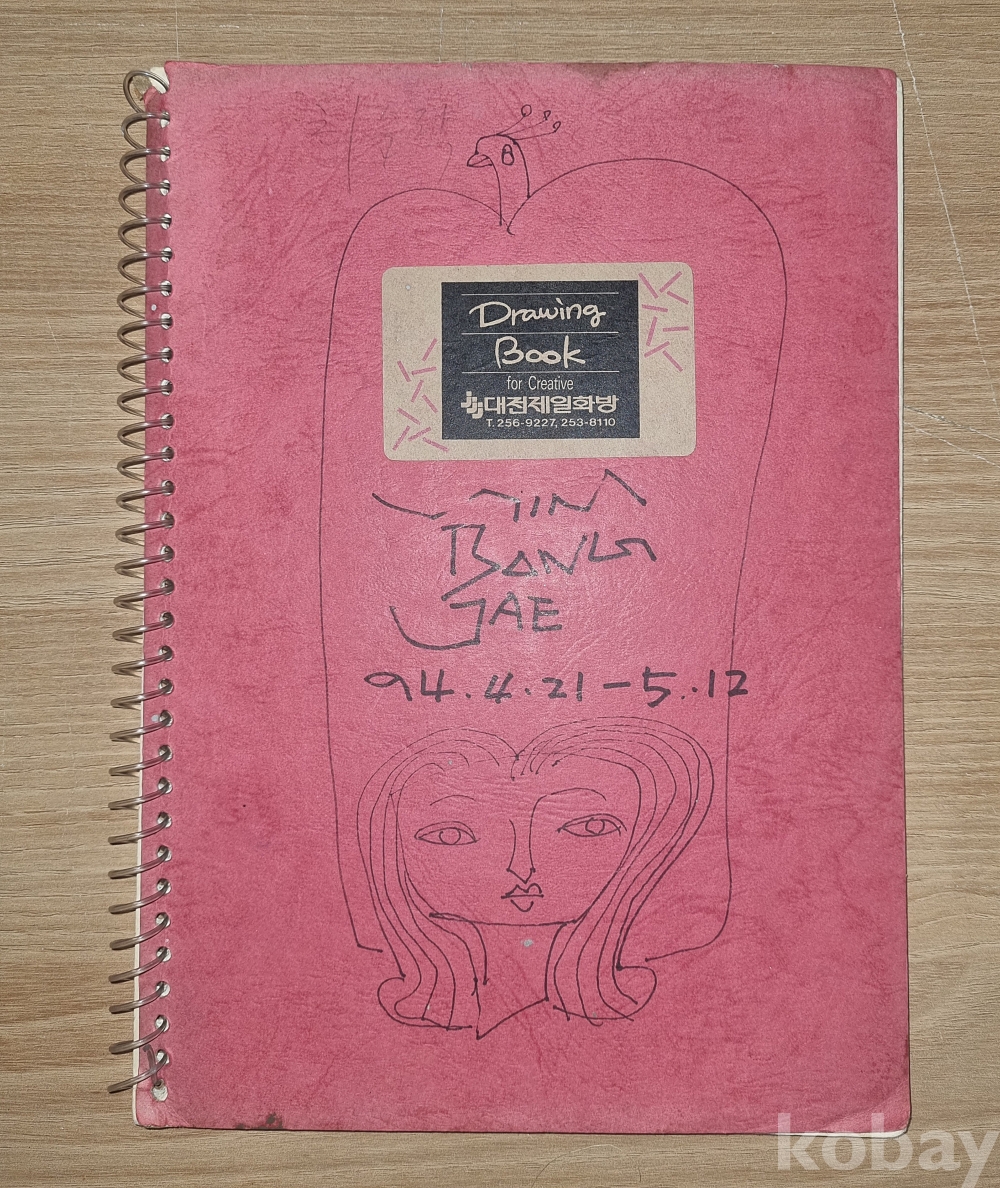 Drawing
Book
for Creative
대전제일화방
T. 256-9227, 253-8110
BANG
JAE
94.4.21-5.12
kobay